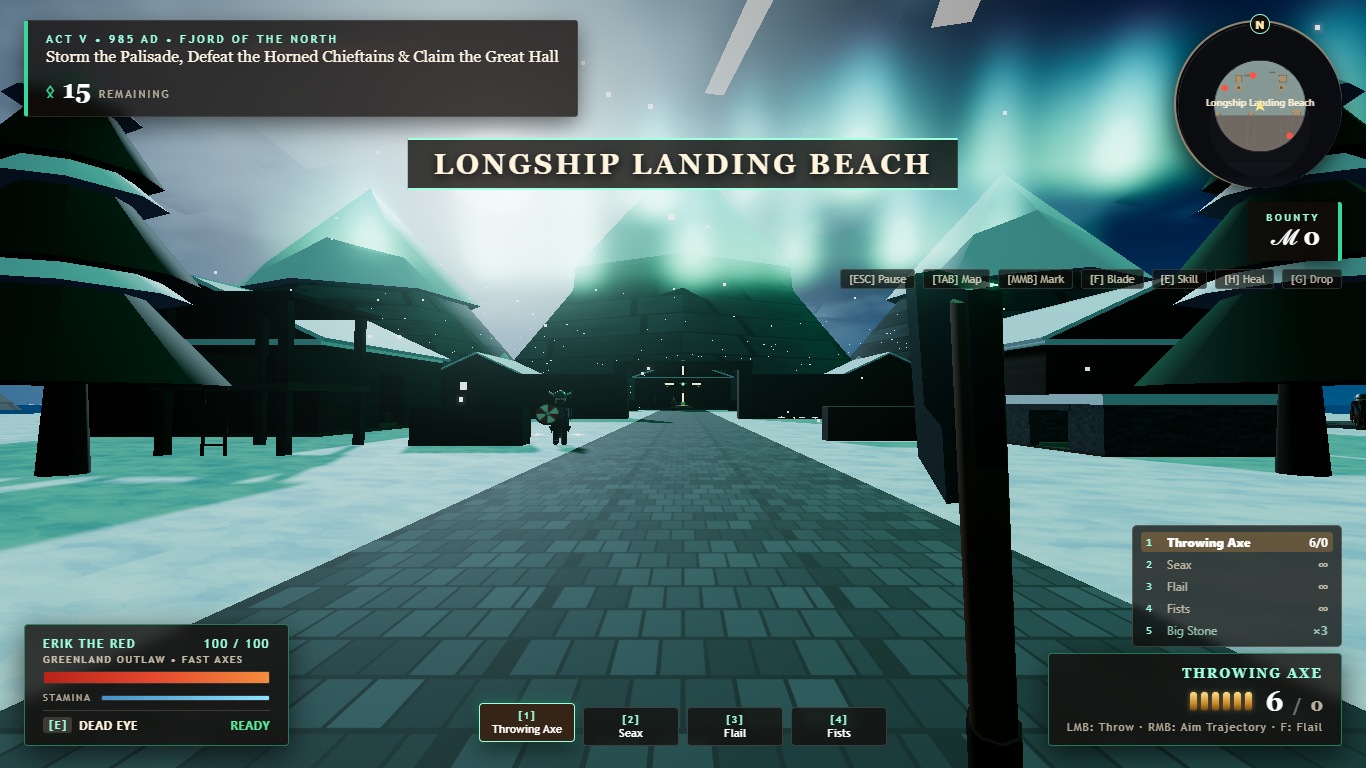 ACT V • 985 AD • FJORD OF THE NORTH
Storm the Palisade, Defeat the Horned Chieftains & Claim the Great Hall
15 REMAINING
N
Longship Landing Beach
LONGSHIP LANDING BEACH
BOUNTY
ℳ 0
[ESC] Pause [TAB] Map [MMB] Mark [F] Blade [E] Skill [H] Heal [G] Drop
1 Throwing Axe 6/0
2 Seax ∞
3 Flail ∞
4 Fists ∞
5 Big Stone ×3
ERIK THE RED 100 / 100
GREENLAND OUTLAW • FAST AXES
STAMINA
[E] DEAD EYE READY
[1]
Throwing Axe
[2]
Seax
[3]
Flail
[4]
Fists
THROWING AXE
6 / 0
LMB: Throw · RMB: Aim Trajectory · F: Flail